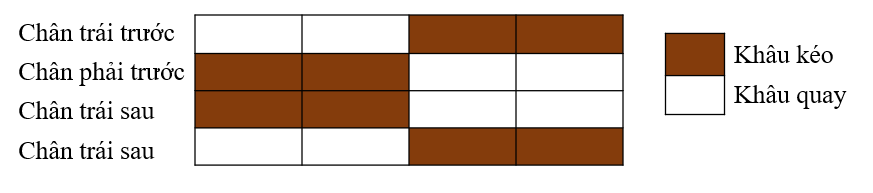 Chân trái trước
Chân phải trước
Chân trái sau
Chân trái sau
Khâu kéo
Khâu quay